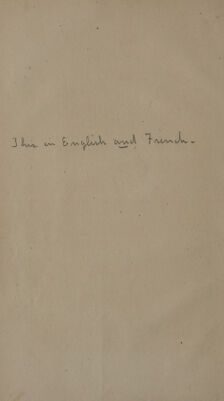 This in English and French.